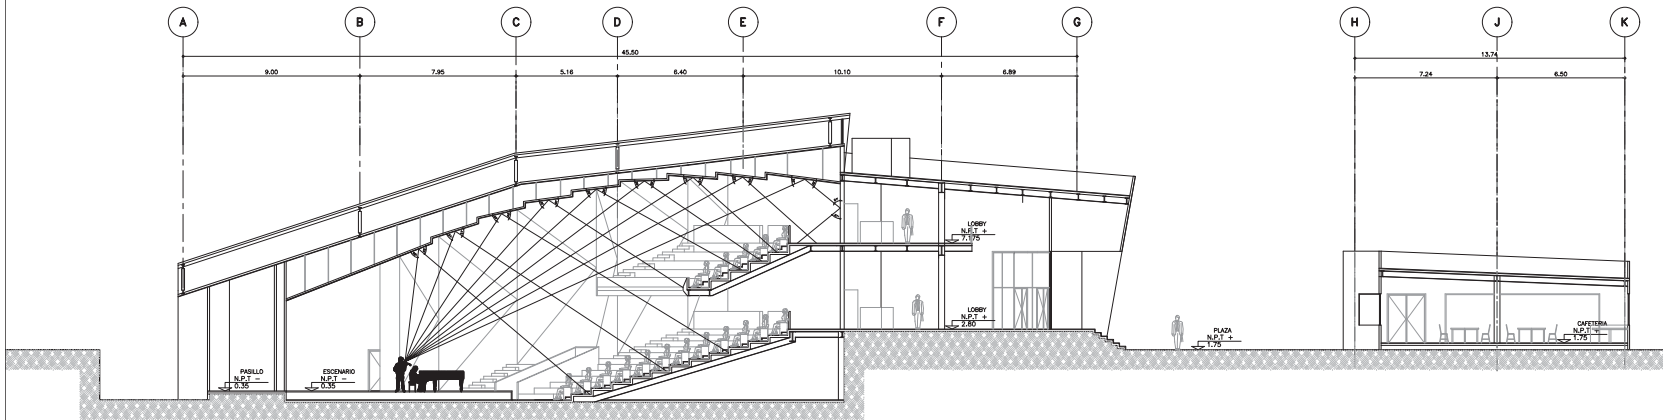 A
B
C
D
E
F
G
H
J
K
45.50
13.74
9.00
7.95
5.16
6.40
10.10
6.89
7.24
6.50
LOBBY
N.P.T +
7.175
LOBBY
N.P.T +
2.80
PLAZA
N.P.T +
1.75
CAFETERIA
N.P.T +
1.75
PASILLO
N.P.T -
0.35
ESCENARIO
N.P.T -
0.35